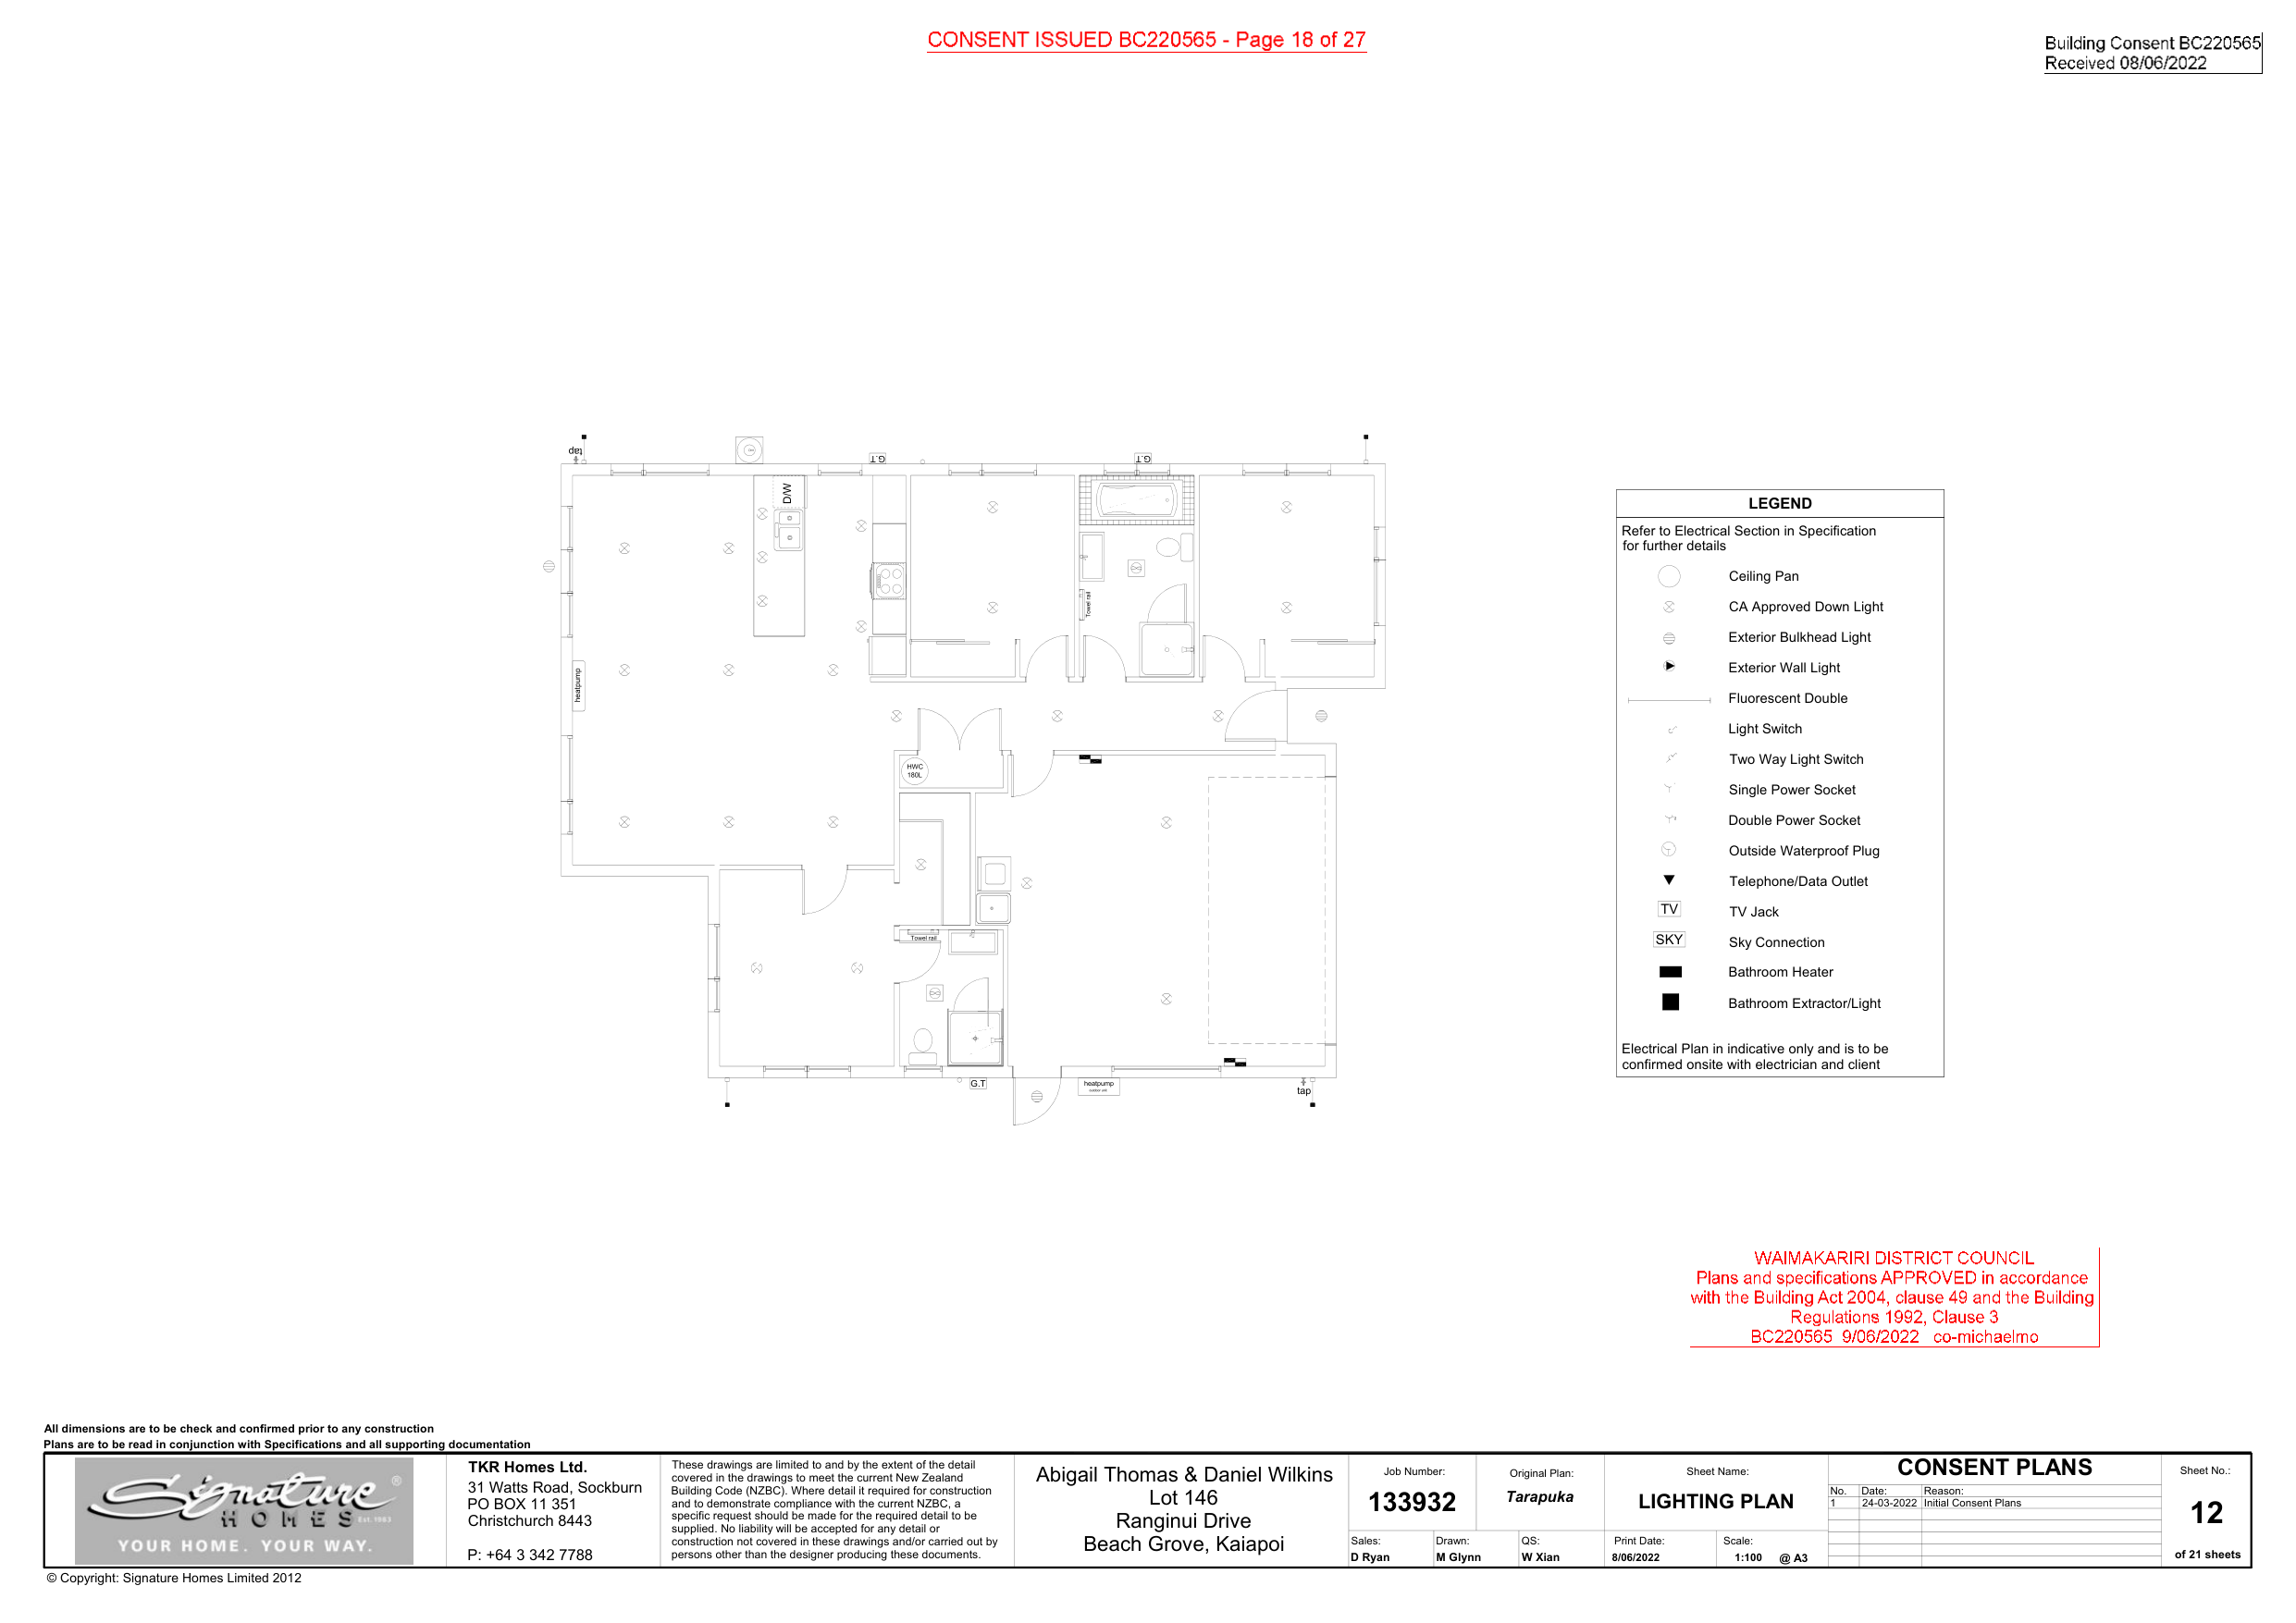 CONSENT ISSUED BC220565 - Page 18 of 27
Building Consent BC220565
Received 08/06/2022
tap
G.T
G.T
D/W
Towel rail
heatpump
HWC
180L
Towel rail
G.T
heatpump
tap
LEGEND
Refer to Electrical Section in Specification
for further details
Ceiling Pan
CA Approved Down Light
Exterior Bulkhead Light
Exterior Wall Light
Fluorescent Double
Light Switch
Two Way Light Switch
Single Power Socket
Double Power Socket
Outside Waterproof Plug
Telephone/Data Outlet
TV TV Jack
SKY Sky Connection
Bathroom Heater
Bathroom Extractor/Light
Electrical Plan in indicative only and is to be
confirmed onsite with electrician and client
WAIMAKARIRI DISTRICT COUNCIL
Plans and specifications APPROVED in accordance
with the Building Act 2004, clause 49 and the Building
Regulations 1992, Clause 3
BC220565 9/06/2022 co-michaelmo
All dimensions are to be check and confirmed prior to any construction
Plans are to be read in conjunction with Specifications and all supporting documentation
Signature ®
HOMES Est. 1983
YOUR HOME. YOUR WAY.
TKR Homes Ltd.
31 Watts Road, Sockburn
PO BOX 11 351
Christchurch 8443
P: +64 3 342 7788
These drawings are limited to and by the extent of the detail
covered in the drawings to meet the current New Zealand
Building Code (NZBC). Where detail it required for construction
and to demonstrate compliance with the current NZBC, a
specific request should be made for the required detail to be
supplied. No liability will be accepted for any detail or
construction not covered in these drawings and/or carried out by
persons other than the designer producing these documents.
Abigail Thomas & Daniel Wilkins
Lot 146
Ranginui Drive
Beach Grove, Kaiapoi
Job Number:
133932
Original Plan:
Tarapuka
Sheet Name:
LIGHTING PLAN
Sales:
D Ryan
Drawn:
M Glynn
QS:
W Xian
Print Date:
8/06/2022
Scale:
1:100 @ A3
CONSENT PLANS
No. Date: Reason:
1 24-03-2022 Initial Consent Plans
Sheet No.:
12
of 21 sheets
© Copyright: Signature Homes Limited 2012